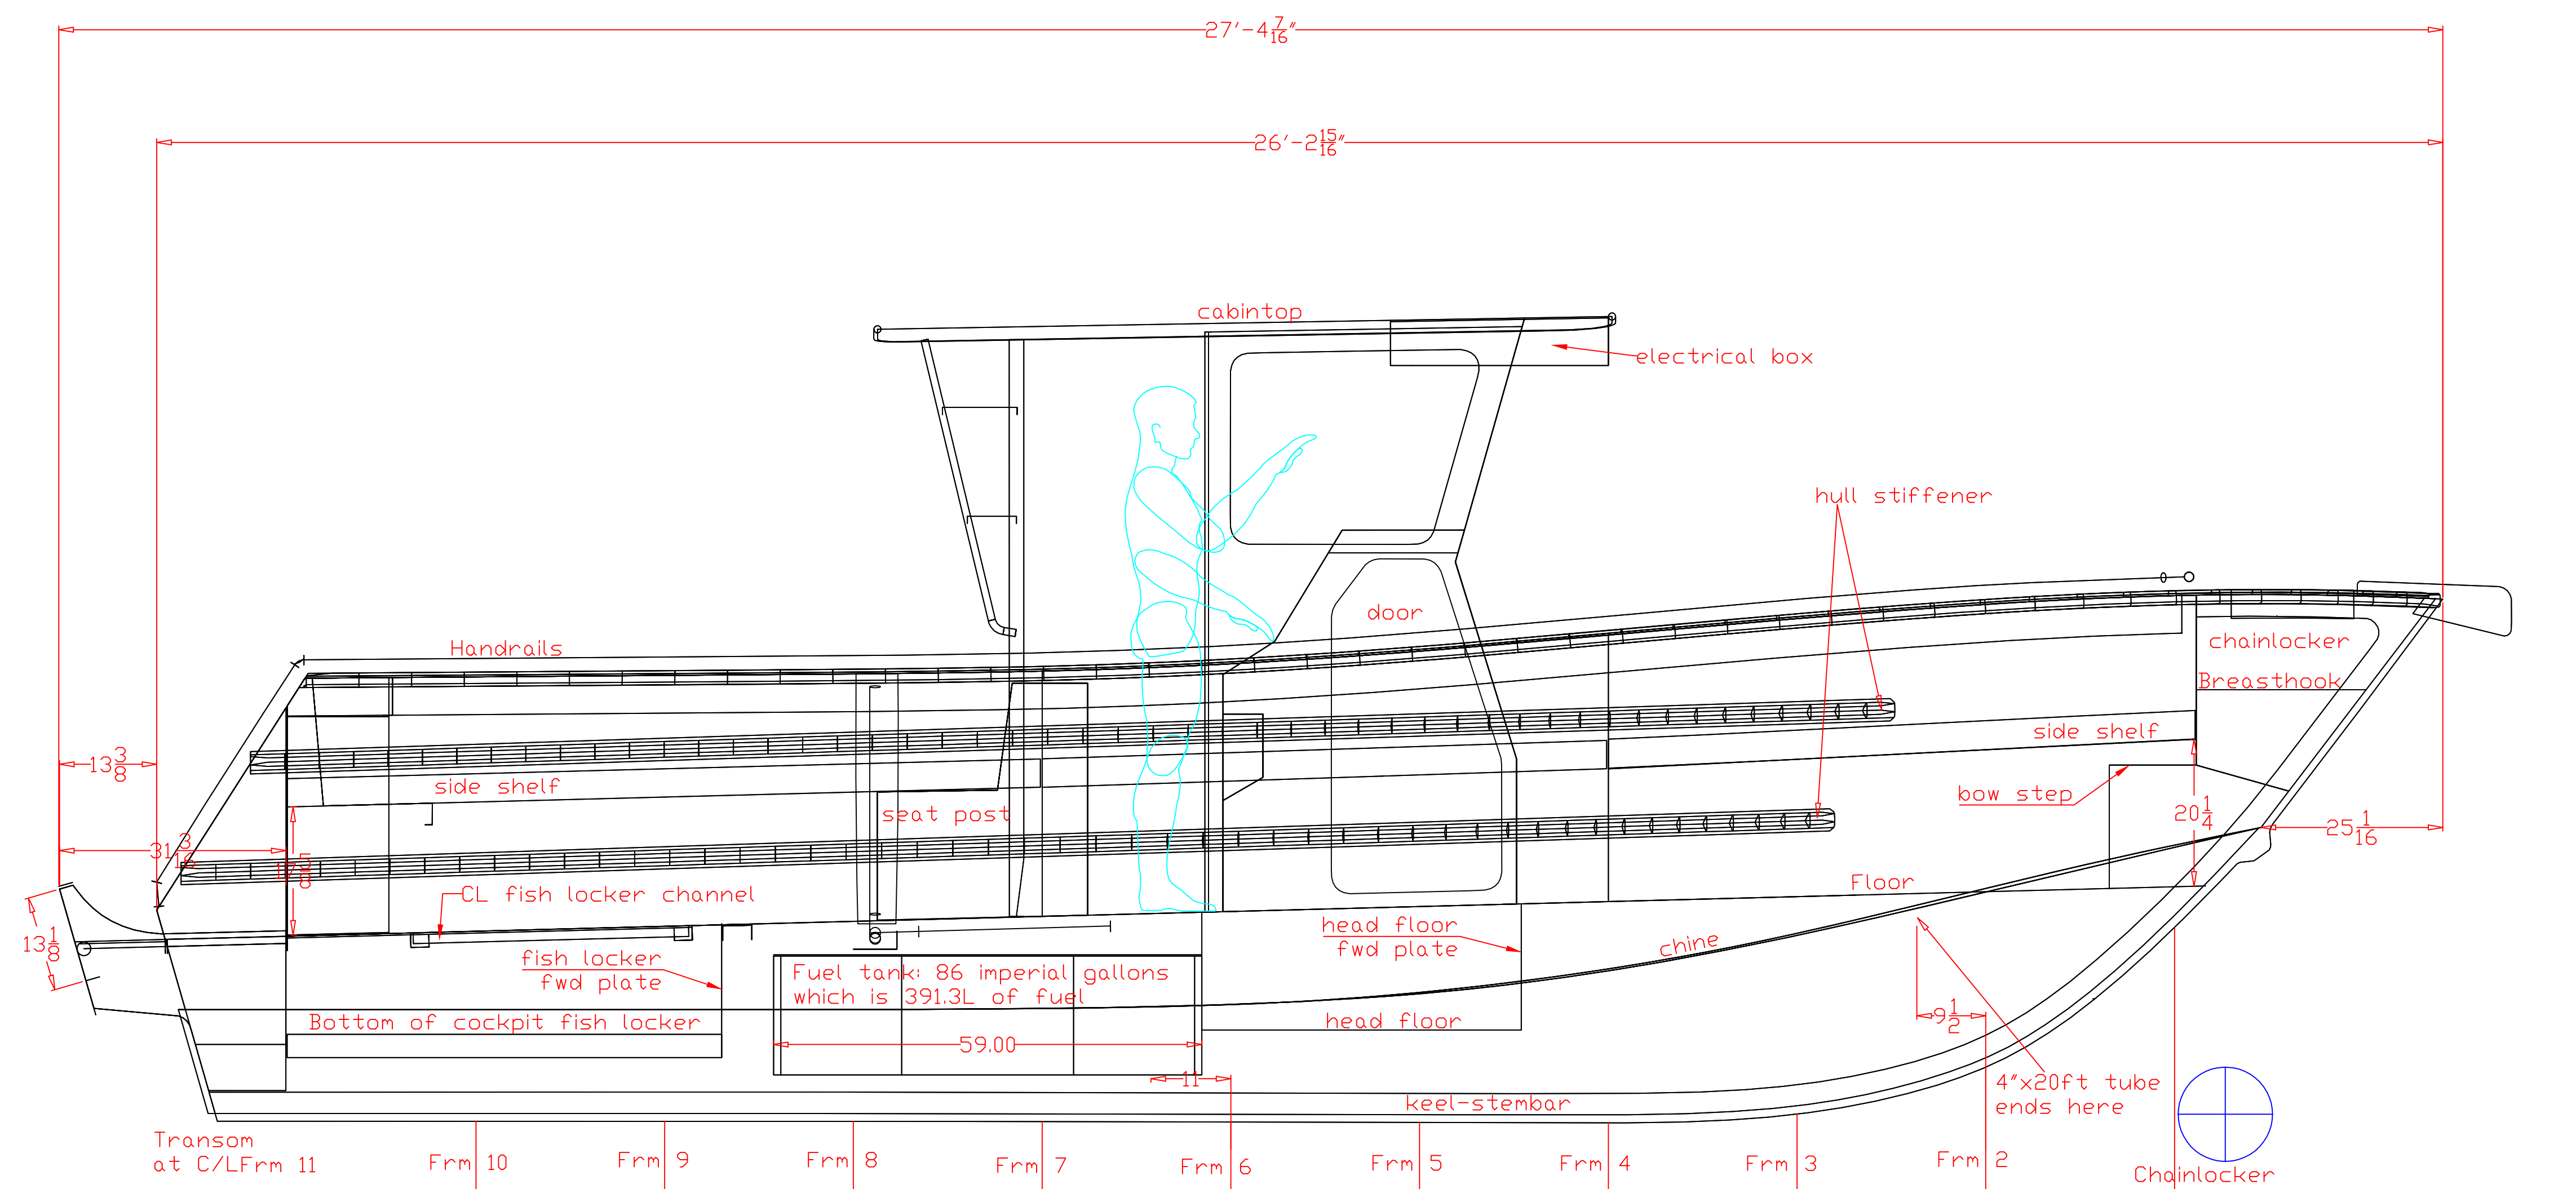 27'-4 7/16"
26'-2 15/16"
cabintop
electrical box
hull stiffener
door
Handrails
chainlocker
Breasthook
side shelf
13 3/8
side shelf
bow step
seat post
20 1/4
25 1/16
31 3/16
17 5/8
CL fish locker channel
Floor
13 1/8
head floor
fwd plate
chine
fish locker
fwd plate
Fuel tank: 86 imperial gallons
which is 391.3L of fuel
9 1/2
Bottom of cockpit fish locker
head floor
59.00
11
4"x20ft tube
ends here
keel-stembar
Transom
at C/L Frm 11
Frm 10
Frm 9
Frm 8
Frm 7
Frm 6
Frm 5
Frm 4
Frm 3
Frm 2
Chainlocker